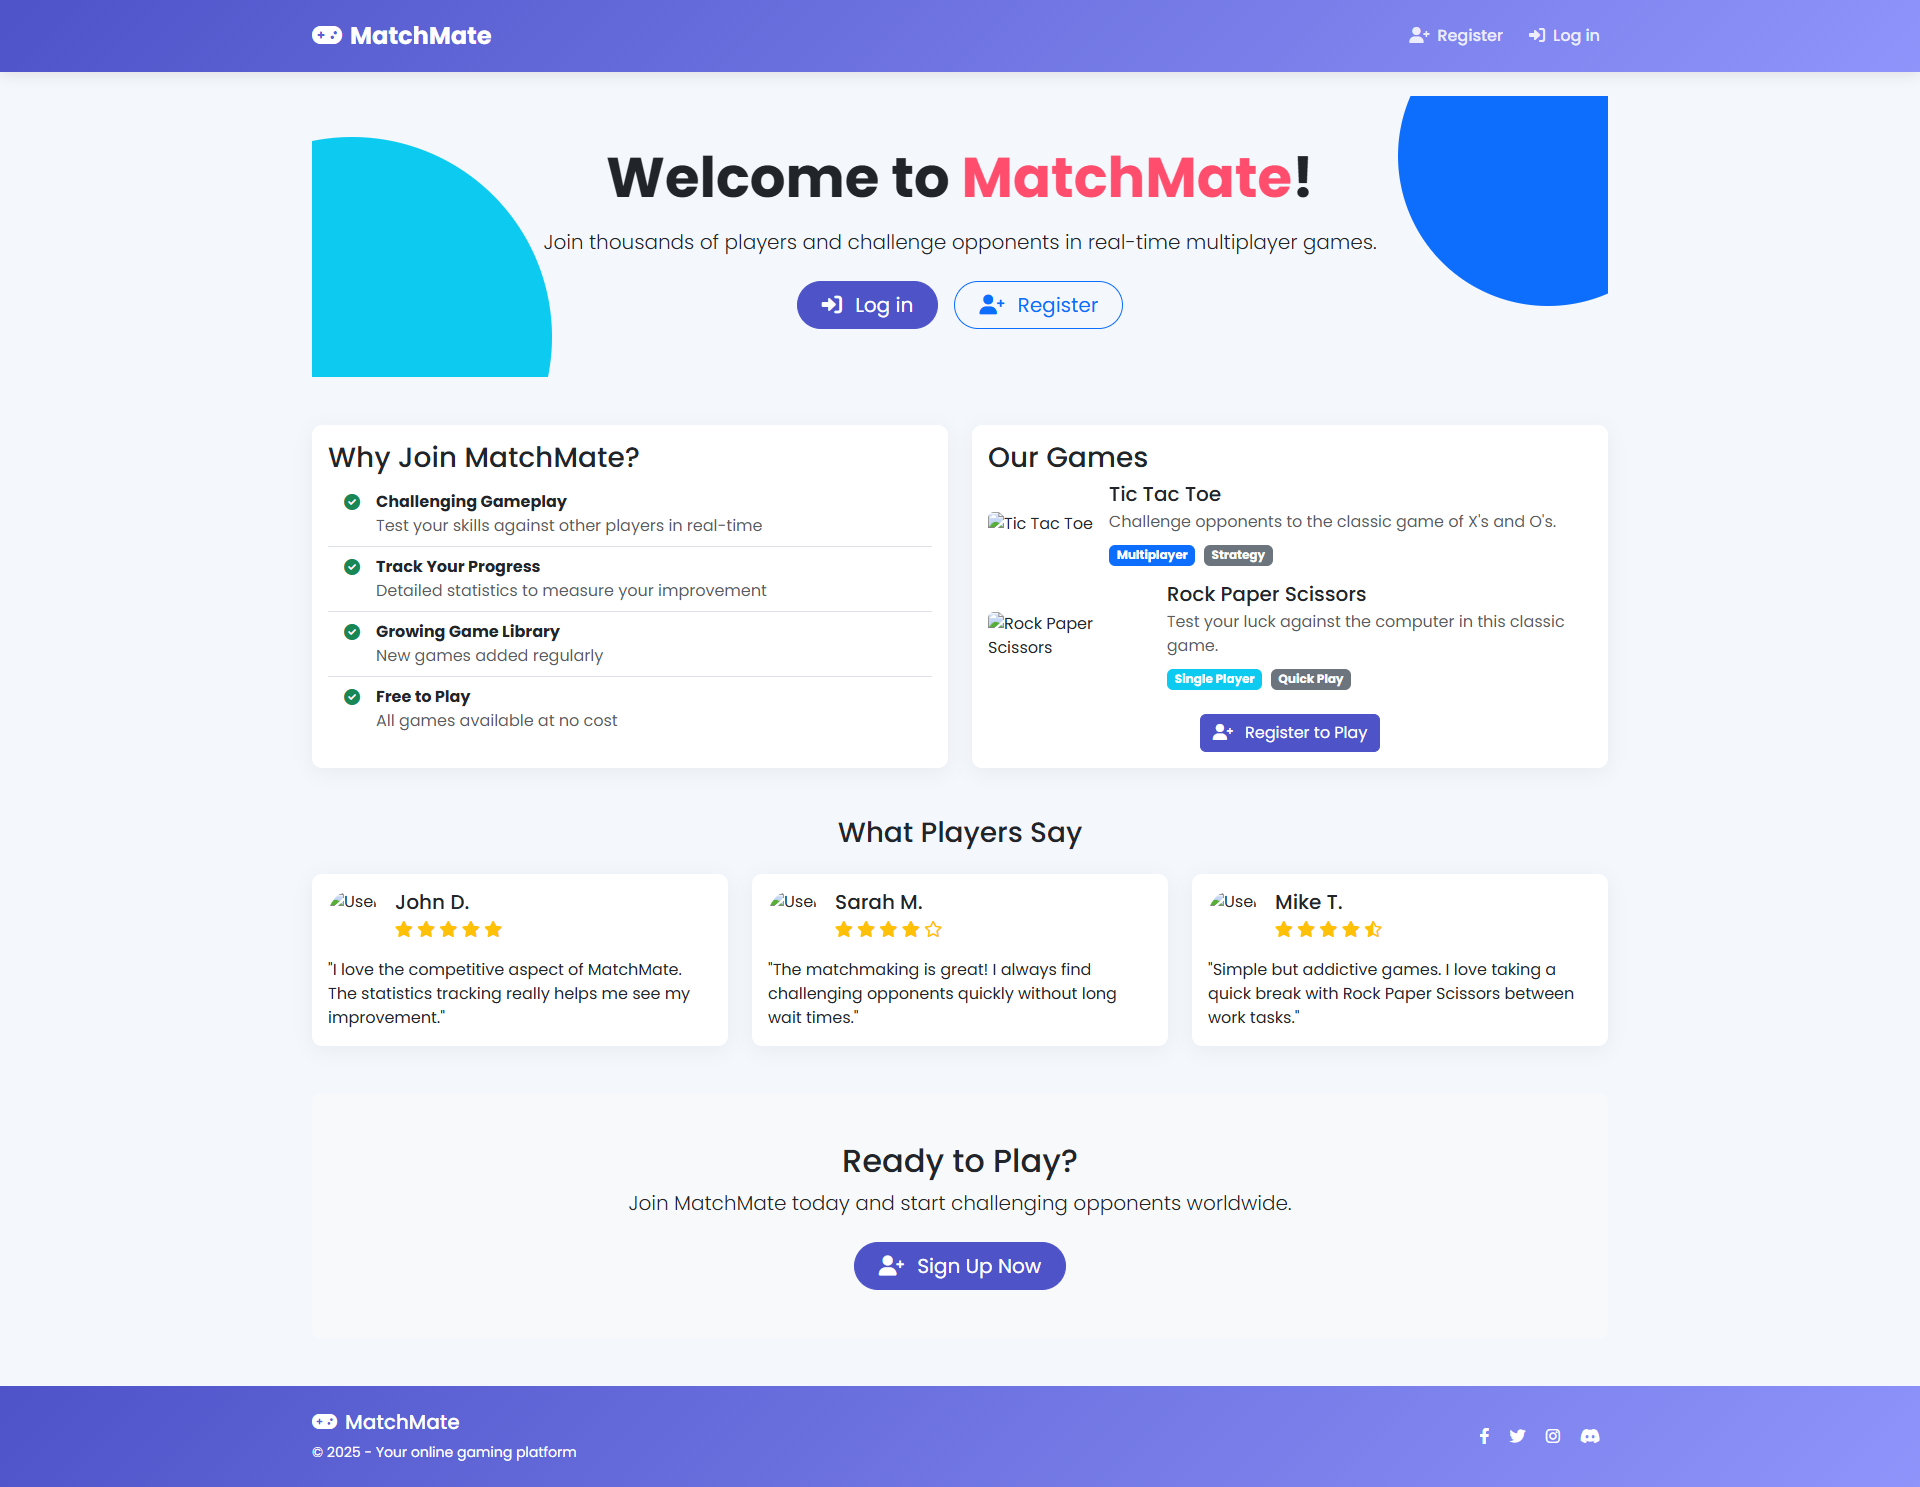 MatchMate
Register
Log in
Welcome to MatchMate!
Join thousands of players and challenge opponents in real-time multiplayer games.
Log in
Register
Why Join MatchMate?
Challenging Gameplay
Test your skills against other players in real-time
Track Your Progress
Detailed statistics to measure your improvement
Growing Game Library
New games added regularly
Free to Play
All games available at no cost
Our Games
Tic Tac Toe
Tic Tac Toe
Challenge opponents to the classic game of X's and O's.
Multiplayer
Strategy
Rock Paper
Scissors
Rock Paper Scissors
Test your luck against the computer in this classic
game.
Single Player
Quick Play
Register to Play
What Players Say
User
John D.
"I love the competitive aspect of MatchMate.
The statistics tracking really helps me see my
improvement."
User
Sarah M.
"The matchmaking is great! I always find
challenging opponents quickly without long
wait times."
User
Mike T.
"Simple but addictive games. I love taking a
quick break with Rock Paper Scissors between
work tasks."
Ready to Play?
Join MatchMate today and start challenging opponents worldwide.
Sign Up Now
MatchMate
© 2025 - Your online gaming platform